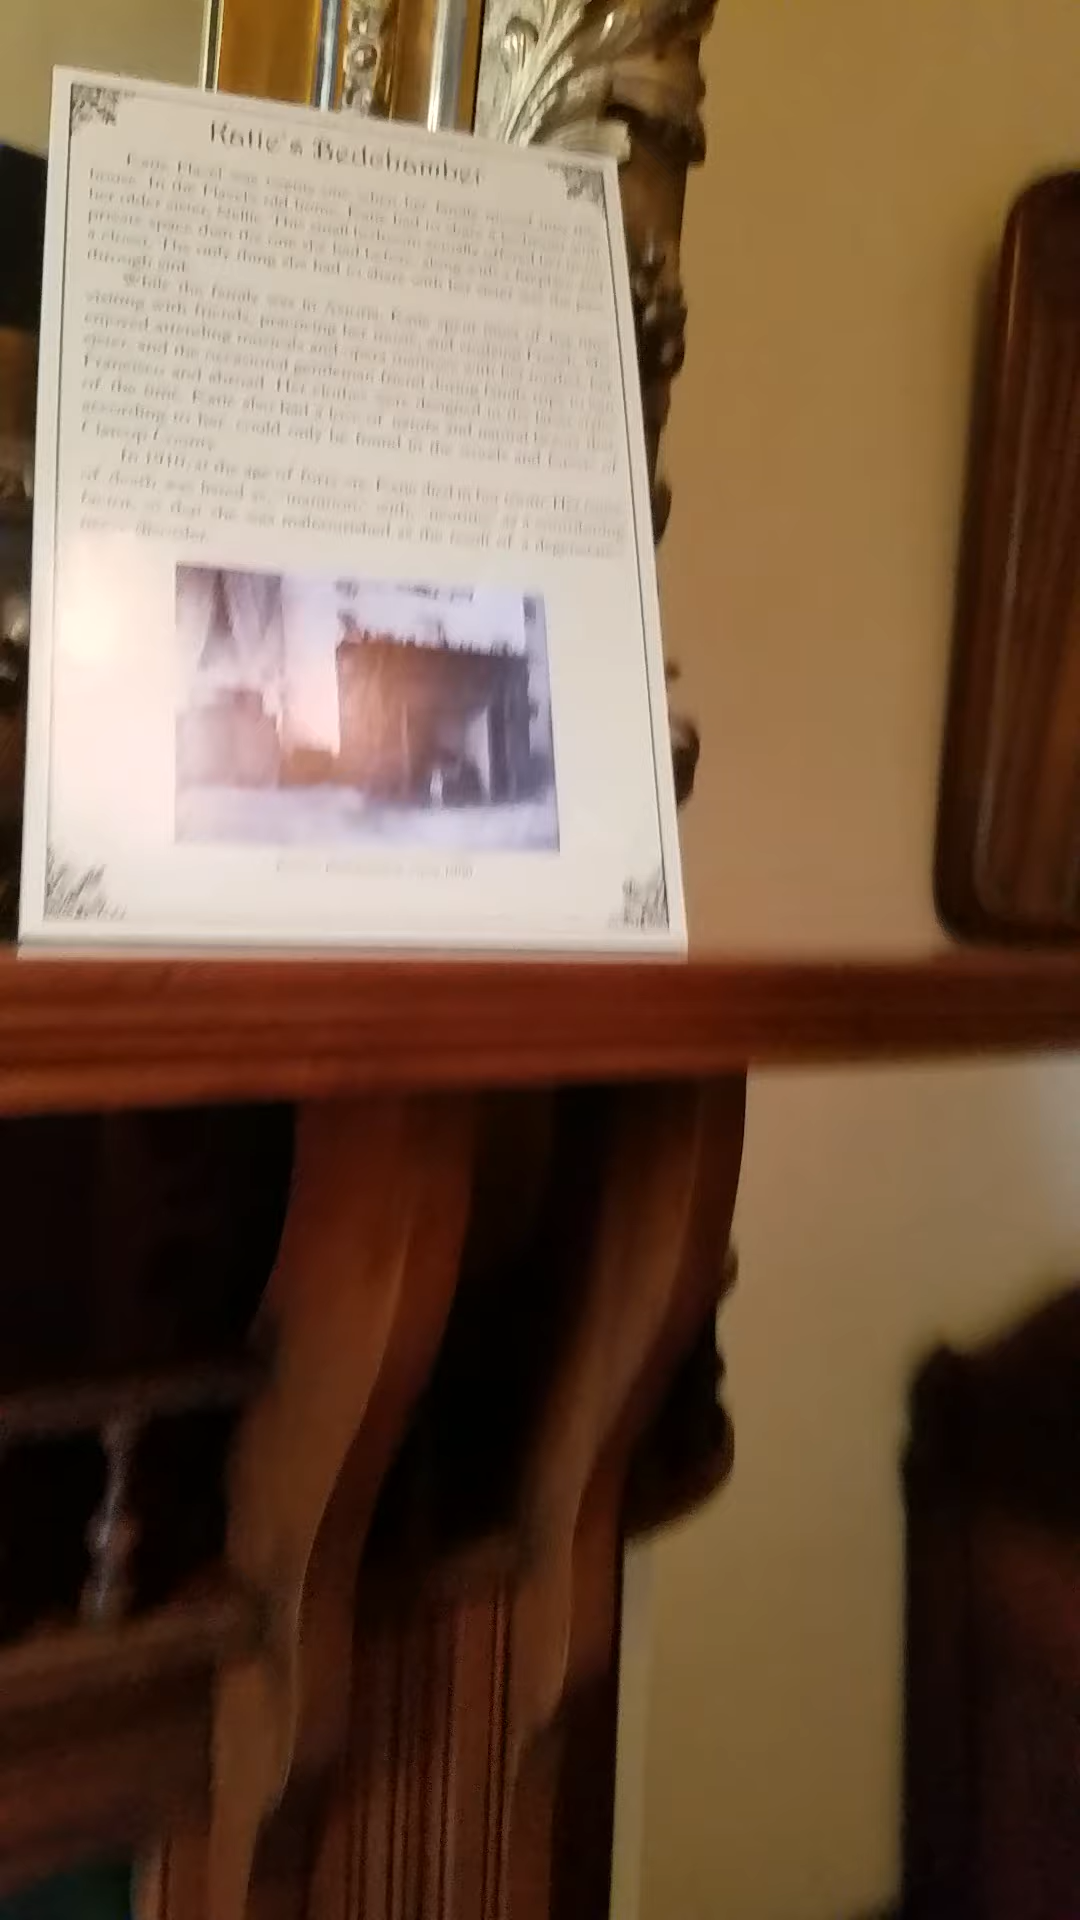 Katie's Bedchamber
Katie Flavel was twenty-one when her family moved into this
house. In the Flavel's old home, Katie had to share a bedroom with
her older sister, Nellie. This small bedroom actually afforded her more
private space than the one she had before, along with a fireplace and
a closet. The only thing she had to share with her sister was the pass-
through sink.
While the family was in Astoria, Katie spent most of her time
visiting with friends, practicing her music, and studying French. She
enjoyed attending musicals and opera matinees with her mother, her
sister, and the occasional gentleman friend during family trips to San
Francisco and abroad. Her clothes were designed in the latest style
of the time. Katie also had a love of nature and natural beauty that,
according to her, could only be found in the woods and forests of
Clatsop County.
In 1910, at the age of forty-six, Katie died in her room. Her cause
of death was listed as "inanition" with "neuritis" as a contributing
factor, so that she was malnourished as the result of a degenerative
nerve disorder.